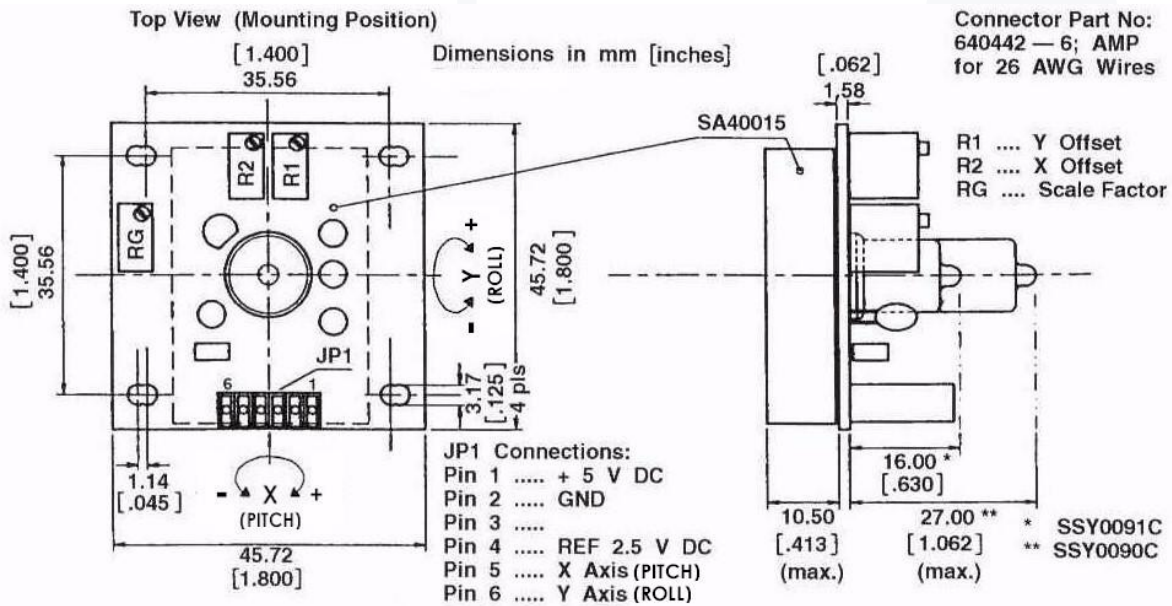 Top View (Mounting Position)
Dimensions in mm [inches]
Connector Part No:
640442 — 6; AMP
for 26 AWG Wires
[1.400]
35.56
[.062]
1.58
SA40015
R1 .... Y Offset
R2 .... X Offset
RG .... Scale Factor
R2
R1
RG
[1.400]
35.56
- Y +
(ROLL)
45.72
[1.800]
JP1
6
1
3.17
[.125]
4 pls
1.14
[.045]
- X +
(PITCH)
45.72
[1.800]
JP1 Connections:
Pin 1 ..... + 5 V DC
Pin 2 ..... GND
Pin 3 .....
Pin 4 ..... REF 2.5 V DC
Pin 5 ..... X Axis (PITCH)
Pin 6 ..... Y Axis (ROLL)
16.00 *
[.630]
10.50
[.413]
(max.)
27.00 **
[1.062]
(max.)
* SSY0091C
** SSY0090C